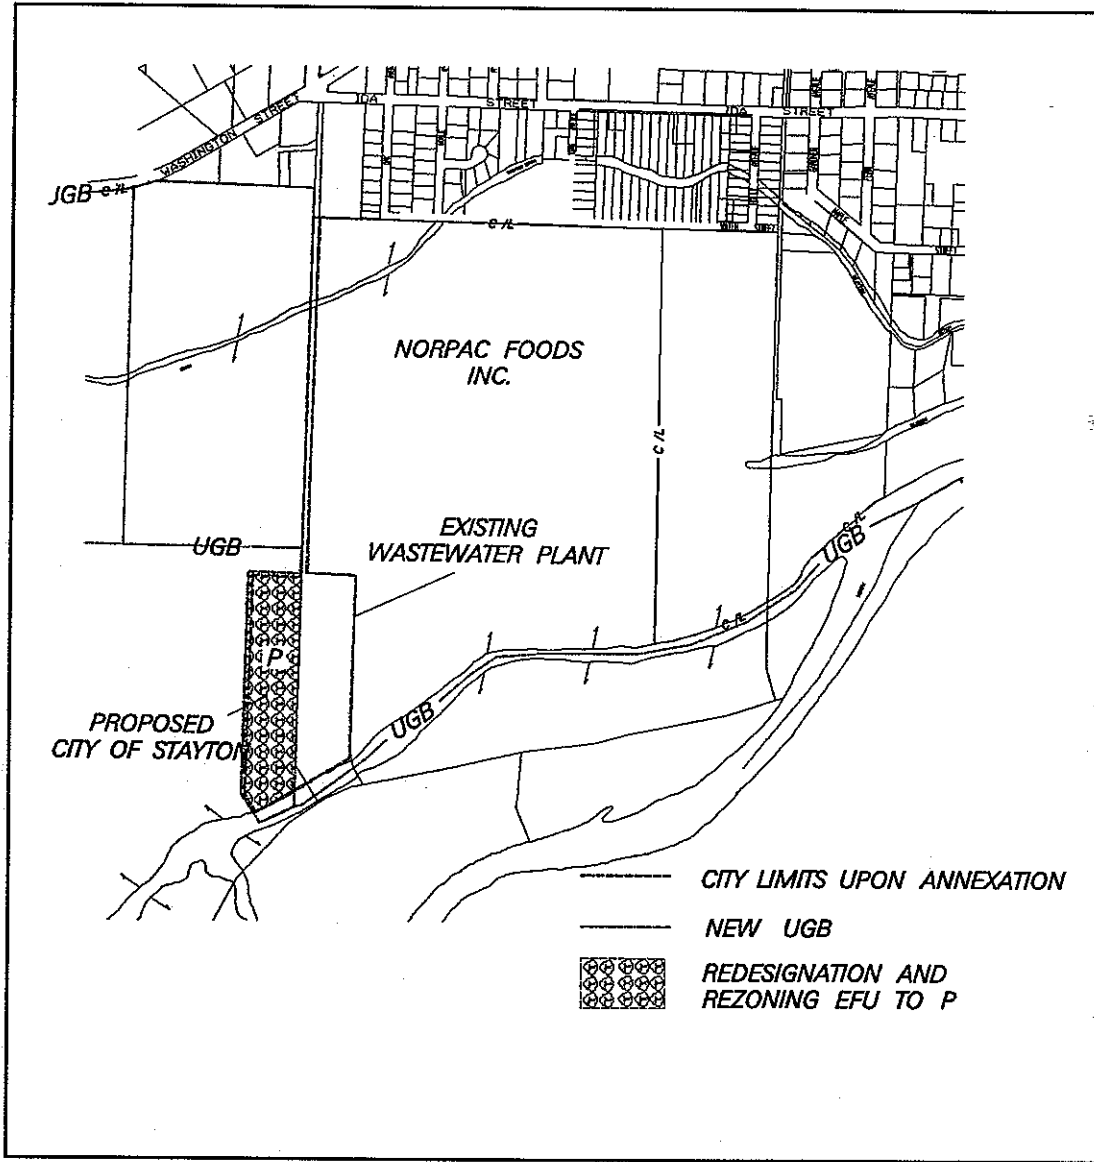 IDA STREET
IDA STREET
WASHINGTON STREET
UGB C/L
C/L
NORPAC FOODS
INC.
C/L
EXISTING
WASTEWATER PLANT
UGB
C/L
UGB
C/L
P
UGB
PROPOSED
CITY OF STAYTON
CITY LIMITS UPON ANNEXATION
NEW UGB
REDESIGNATION AND
REZONING EFU TO P